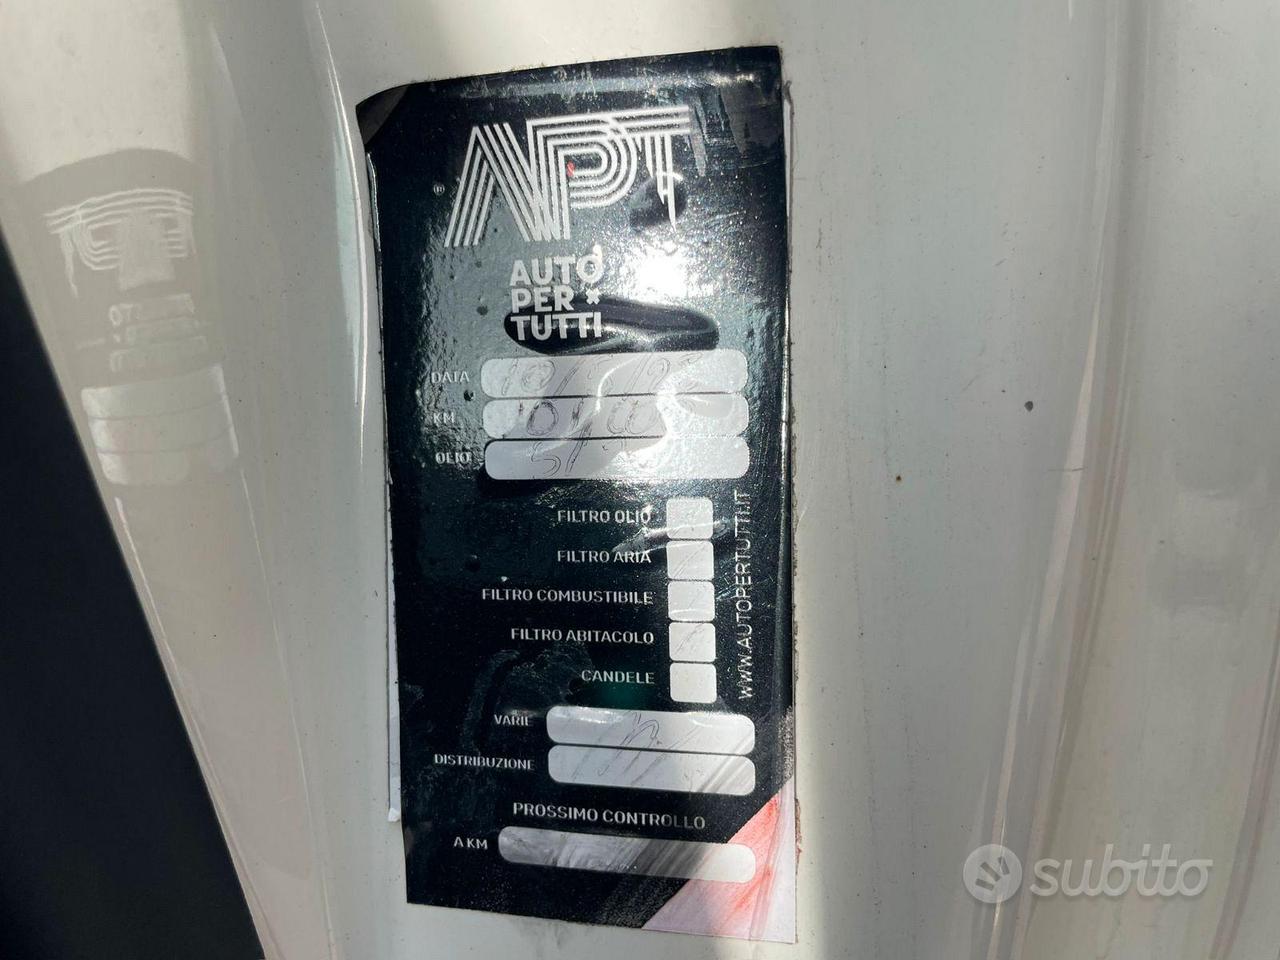 APT
®
AUTO
PER
TUTTI
DATA
KM
OLIO
FILTRO OLIO
FILTRO ARIA
FILTRO COMBUSTIBILE
FILTRO ABITACOLO
CANDELE
WWW.AUTOPERTUTTI.IT
VARIE
DISTRIBUZIONE
PROSSIMO CONTROLLO
A KM
subito